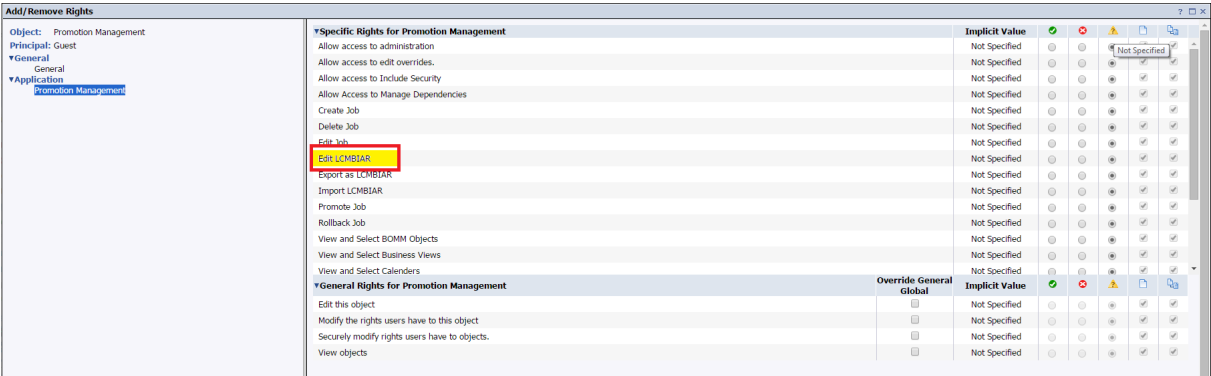 Add/Remove Rights
Object: Promotion Management
Principal: Guest
General
General
Application
Promotion Management
Specific Rights for Promotion Management Implicit Value
Allow access to administration Not Specified
Not Specified
Allow access to edit overrides. Not Specified
Allow access to Include Security Not Specified
Allow Access to Manage Dependencies Not Specified
Create Job Not Specified
Delete Job Not Specified
Edit Job Not Specified
Edit LCMBIAR Not Specified
Export as LCMBIAR Not Specified
Import LCMBIAR Not Specified
Promote Job Not Specified
Rollback Job Not Specified
View and Select BOMM Objects Not Specified
View and Select Business Views Not Specified
View and Select Calenders Not Specified
General Rights for Promotion Management Override General Global Implicit Value
Edit this object Not Specified
Modify the rights users have to this object Not Specified
Securely modify rights users have to objects. Not Specified
View objects Not Specified